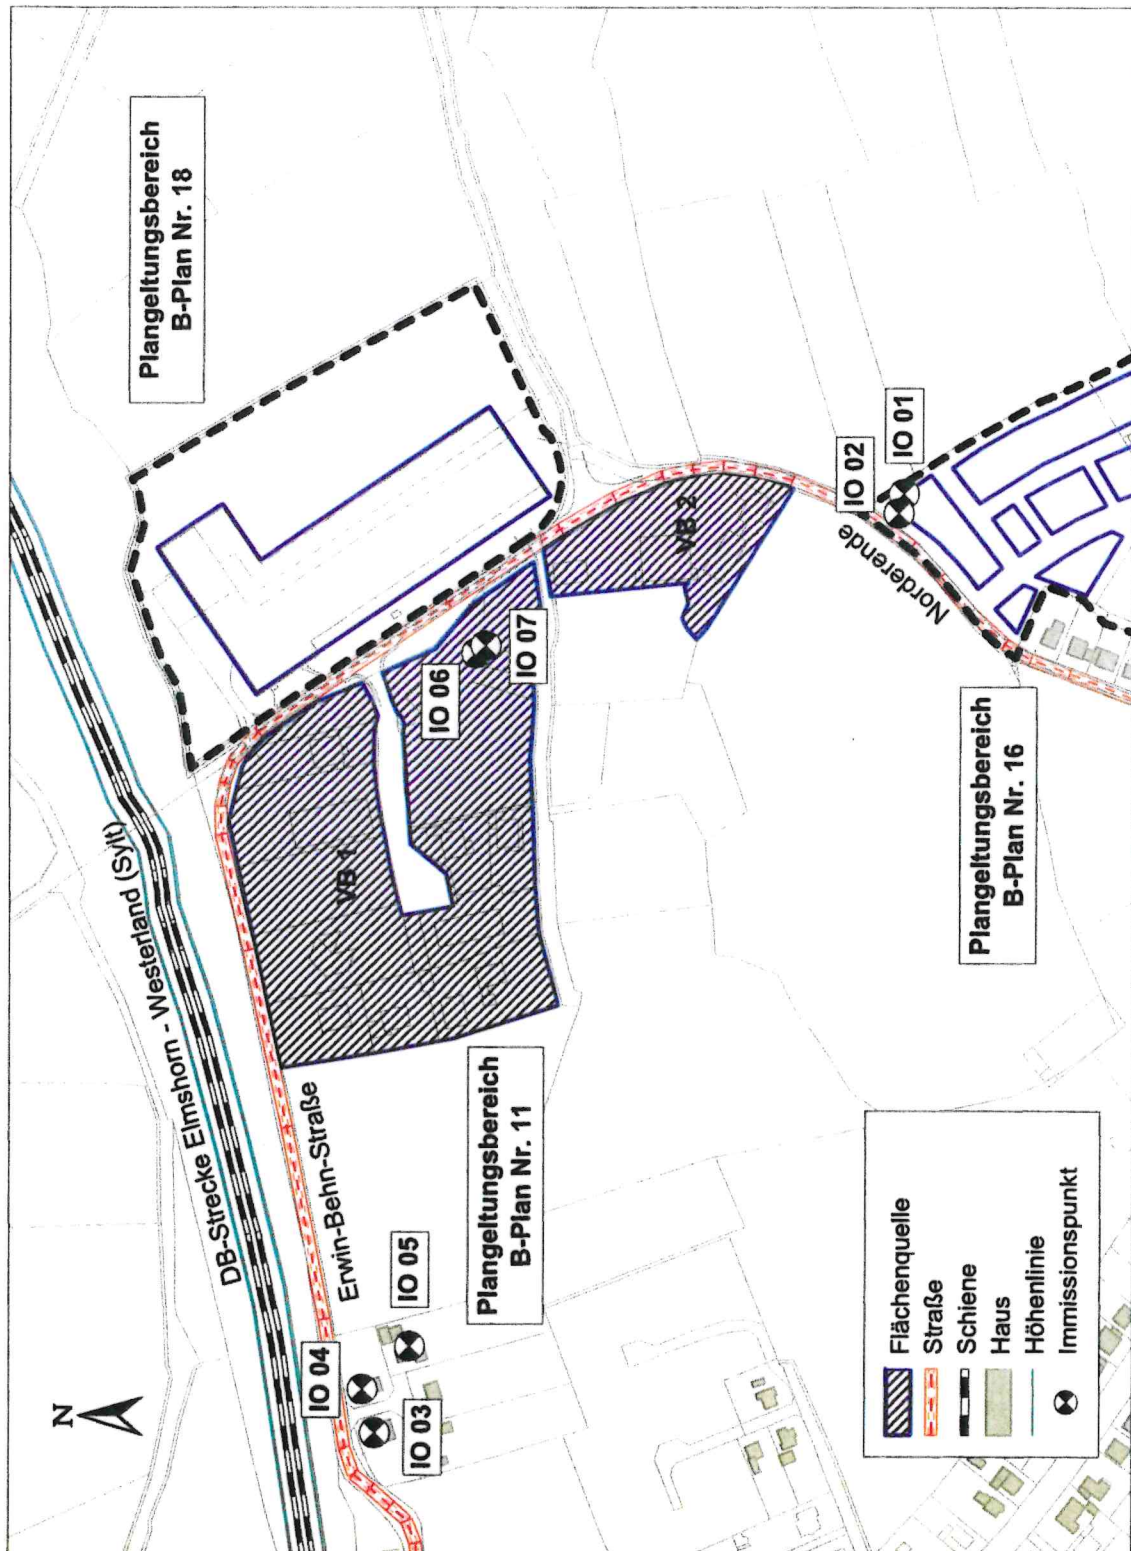 N
DB-Strecke Elmshorn - Westerland (Sylt)
Plangeltungsbereich
B-Plan Nr. 18
Erwin-Behn-Straße
IO 04
IO 03
IO 05
VB 1
IO 06
IO 07
VB 2
Plangeltungsbereich
B-Plan Nr. 11
Norderende
IO 02
IO 01
Plangeltungsbereich
B-Plan Nr. 16
Flächenquelle
Straße
Schiene
Haus
Höhenlinie
Immissionspunkt